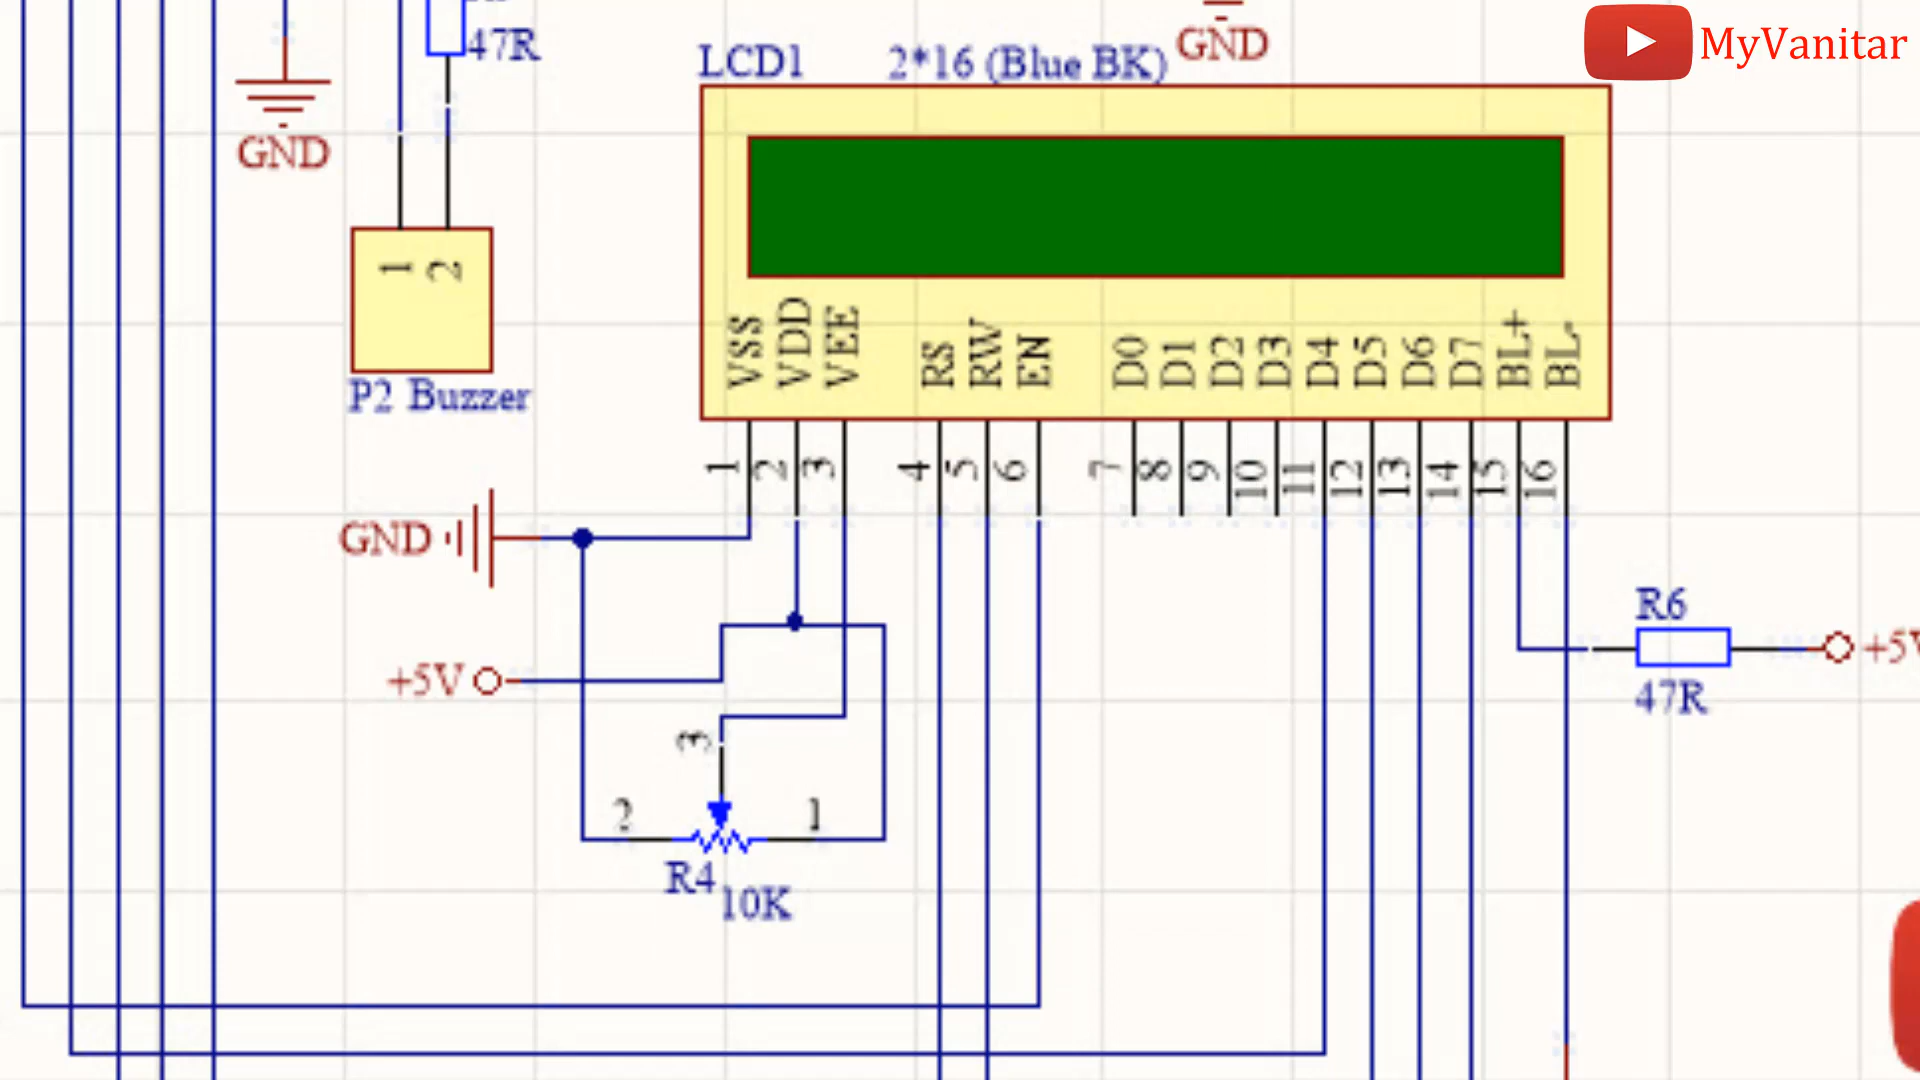 47R
GND
LCD1
2*16 (Blue BK)
GND
MyVanitar
1
2
P2 Buzzer
VSS
VDD
VEE
RS
RW
EN
D0
D1
D2
D3
D4
D5
D6
D7
BL+
BL-
1
2
3
4
5
6
7
8
9
10
11
12
13
14
15
16
GND
+5V
3
2
1
R4
10K
R6
47R
+5V